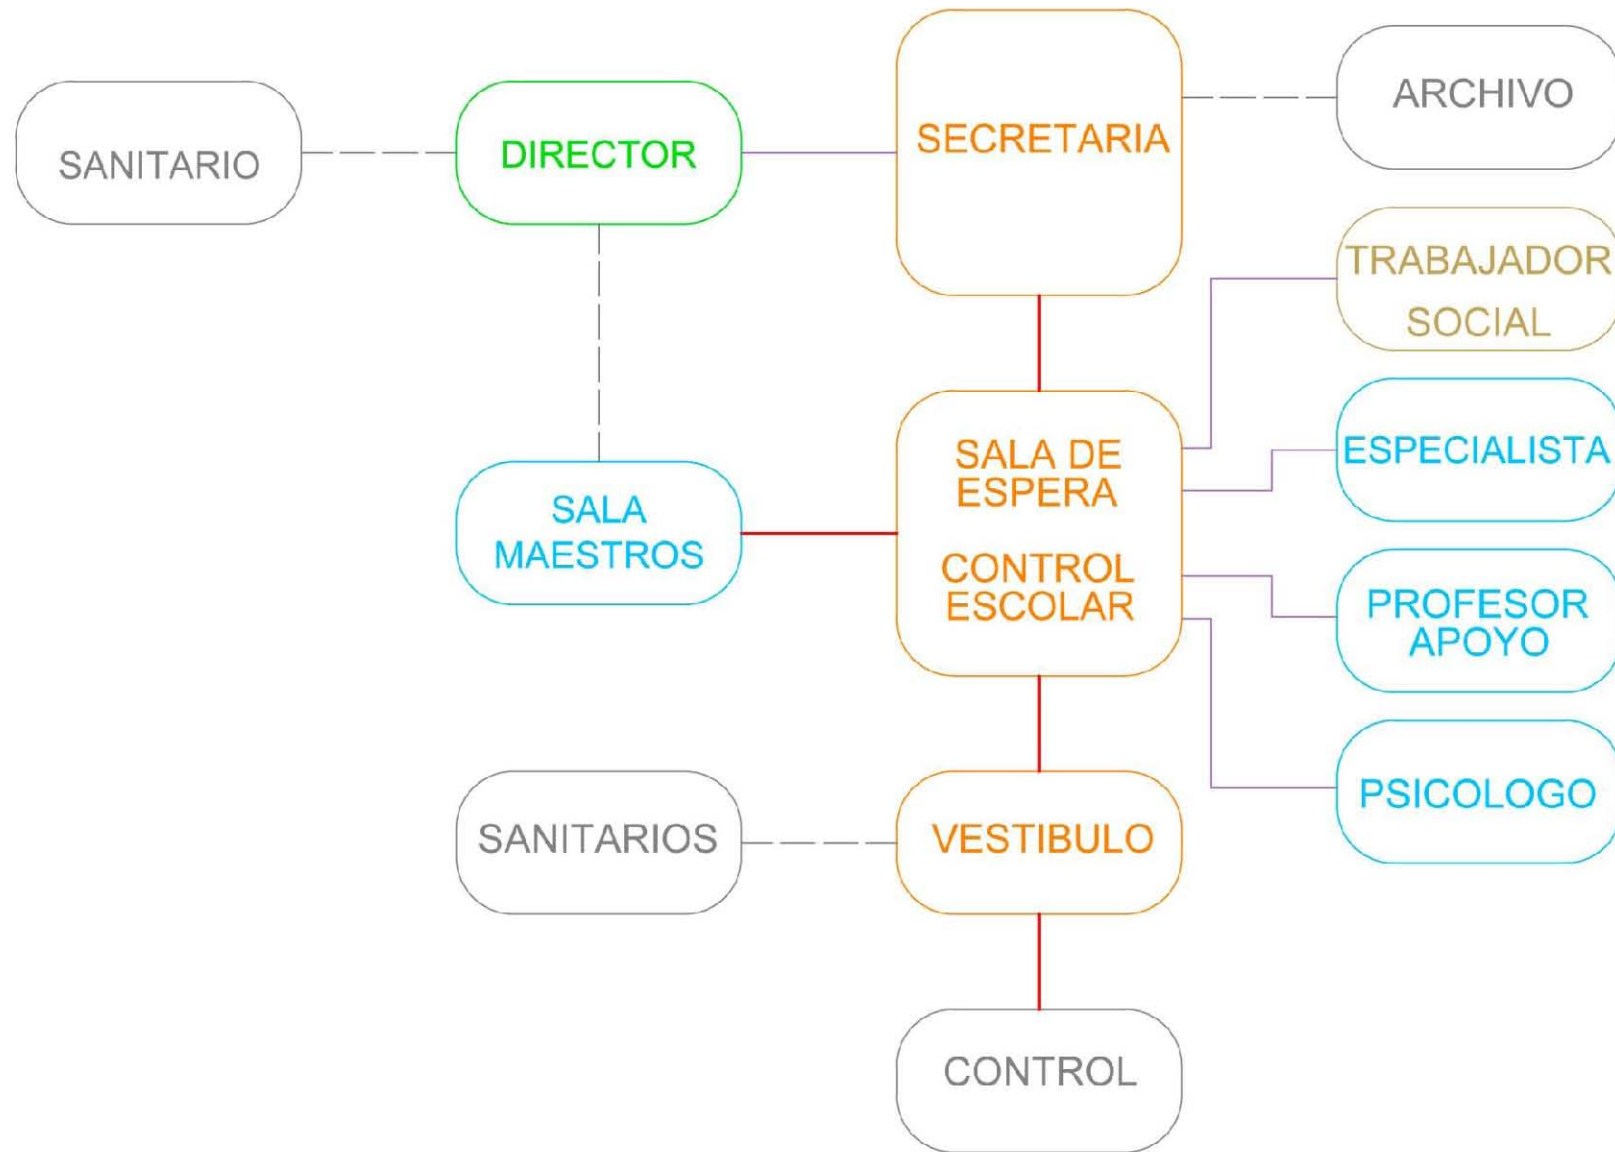 SANITARIO
DIRECTOR
SECRETARIA
ARCHIVO
TRABAJADOR
SOCIAL
SALA DE
ESPERA
CONTROL
ESCOLAR
ESPECIALISTA
SALA
MAESTROS
PROFESOR
APOYO
PSICOLOGO
SANITARIOS
VESTIBULO
CONTROL